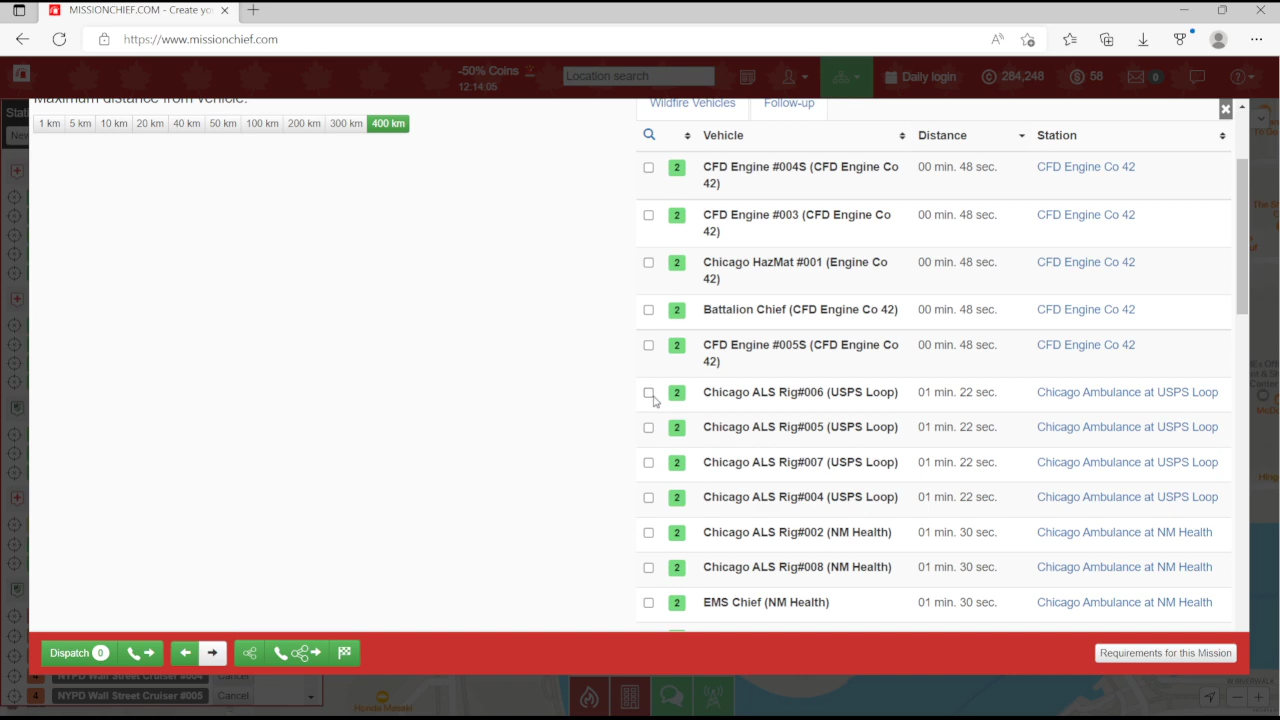 MISSIONCHIEF.COM - Create yo
https://www.missionchief.com
-50% Coins
12:14:05
Location search
Daily login
284,248
58
0
Maximum distance from vehicle:
Wildfire Vehicles Follow-up
1 km 5 km 10 km 20 km 40 km 50 km 100 km 200 km 300 km 400 km
Vehicle Distance Station
2 CFD Engine #004S (CFD Engine Co 42) 00 min. 48 sec. CFD Engine Co 42
2 CFD Engine #003 (CFD Engine Co 42) 00 min. 48 sec. CFD Engine Co 42
2 Chicago HazMat #001 (Engine Co 42) 00 min. 48 sec. CFD Engine Co 42
2 Battalion Chief (CFD Engine Co 42) 00 min. 48 sec. CFD Engine Co 42
2 CFD Engine #005S (CFD Engine Co 42) 00 min. 48 sec. CFD Engine Co 42
2 Chicago ALS Rig#006 (USPS Loop) 01 min. 22 sec. Chicago Ambulance at USPS Loop
2 Chicago ALS Rig#005 (USPS Loop) 01 min. 22 sec. Chicago Ambulance at USPS Loop
2 Chicago ALS Rig#007 (USPS Loop) 01 min. 22 sec. Chicago Ambulance at USPS Loop
2 Chicago ALS Rig#004 (USPS Loop) 01 min. 22 sec. Chicago Ambulance at USPS Loop
2 Chicago ALS Rig#002 (NM Health) 01 min. 30 sec. Chicago Ambulance at NM Health
2 Chicago ALS Rig#008 (NM Health) 01 min. 30 sec. Chicago Ambulance at NM Health
2 EMS Chief (NM Health) 01 min. 30 sec. Chicago Ambulance at NM Health
Dispatch 0
Requirements for this Mission
4 NYPD Wall Street Cruiser #004 Cancel
4 NYPD Wall Street Cruiser #005 Cancel